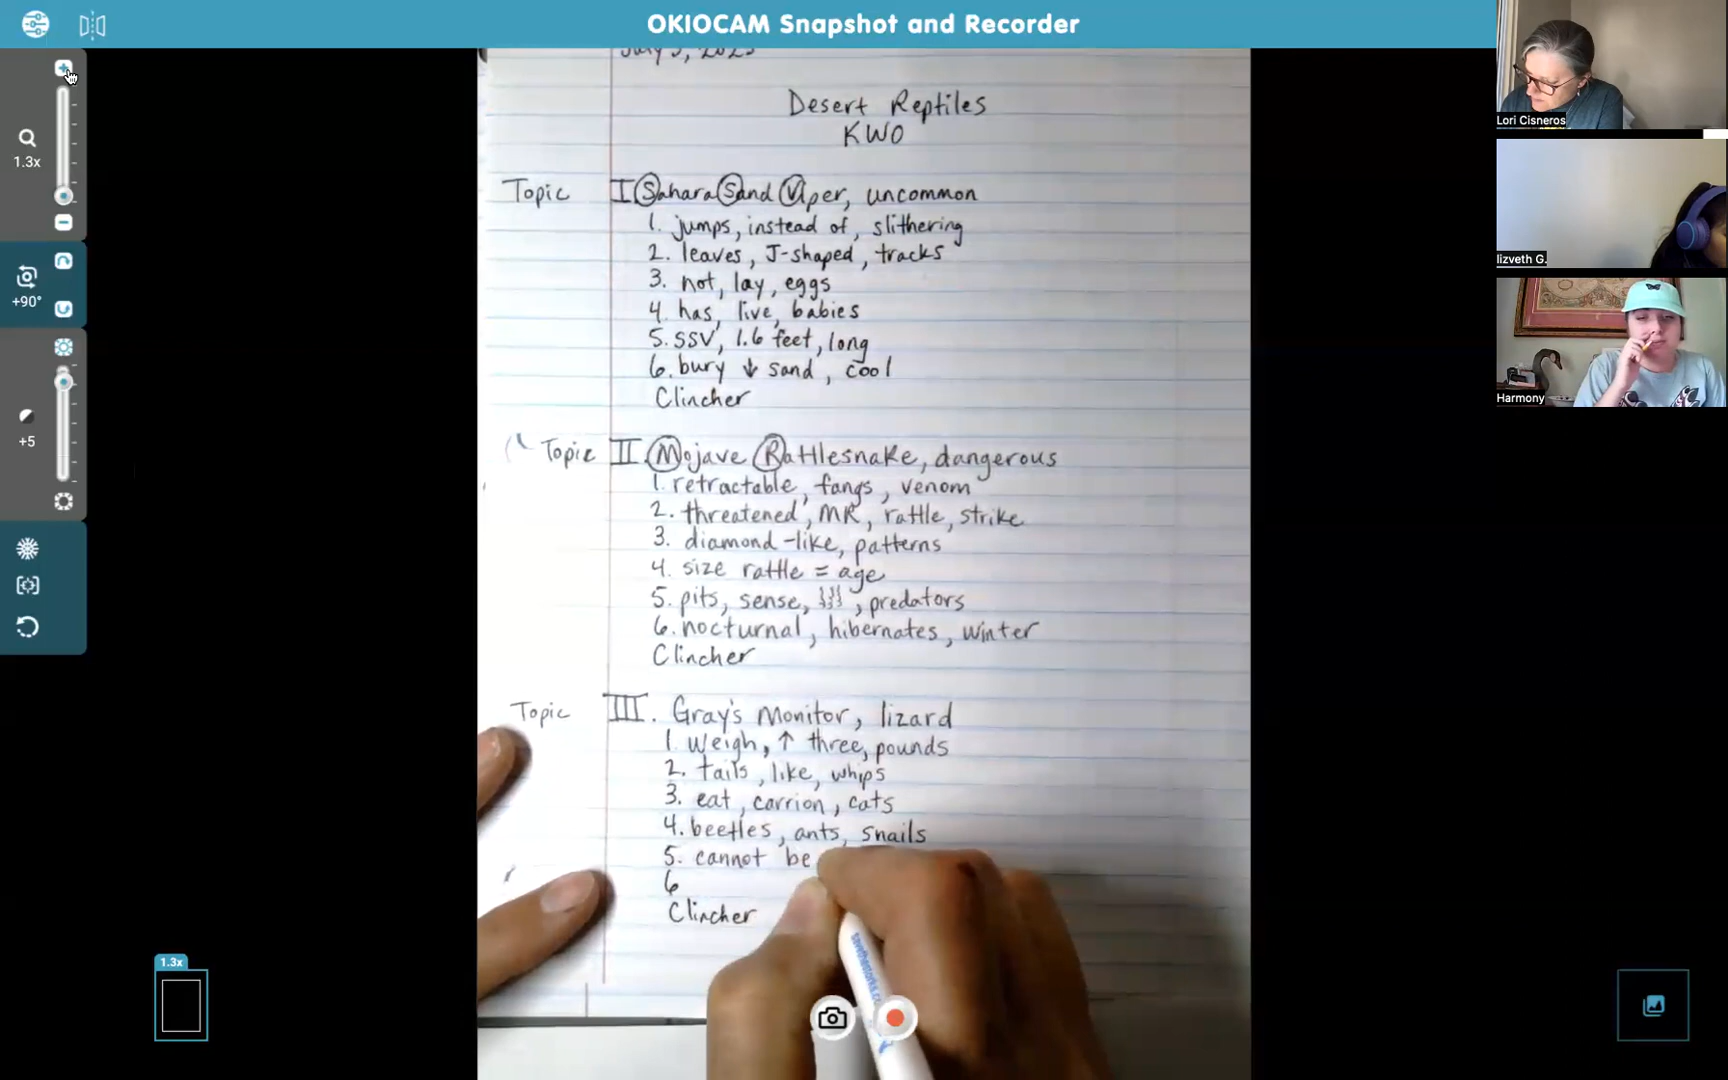 OKIOCAM Snapshot and Recorder
1.3x
+90°
+5
1.3x
July 3, 2023
Desert Reptiles
KWO
Topic I Sahara Sand Viper, uncommon
1. jumps, instead of, slithering
2. leaves, J-shaped, tracks
3. not, lay, eggs
4. has, live, babies
5. SSV, 1.6 feet, long
6. bury ↓ sand, cool
Clincher
Topic II. Mojave Rattlesnake, dangerous
1. retractable, fangs, venom
2. threatened, MR, rattle, strike
3. diamond-like, patterns
4. size rattle = age
5. pits, sense, , predators
6. nocturnal, hibernates, winter
Clincher
Topic III. Gray's Monitor, lizard
1. weigh, ↑ three, pounds
2. tails, like, whips
3. eat, carrion, cats
4. beetles, ants, snails
5. cannot be
6
Clincher
Lori Cisneros
lizveth G.
Harmony